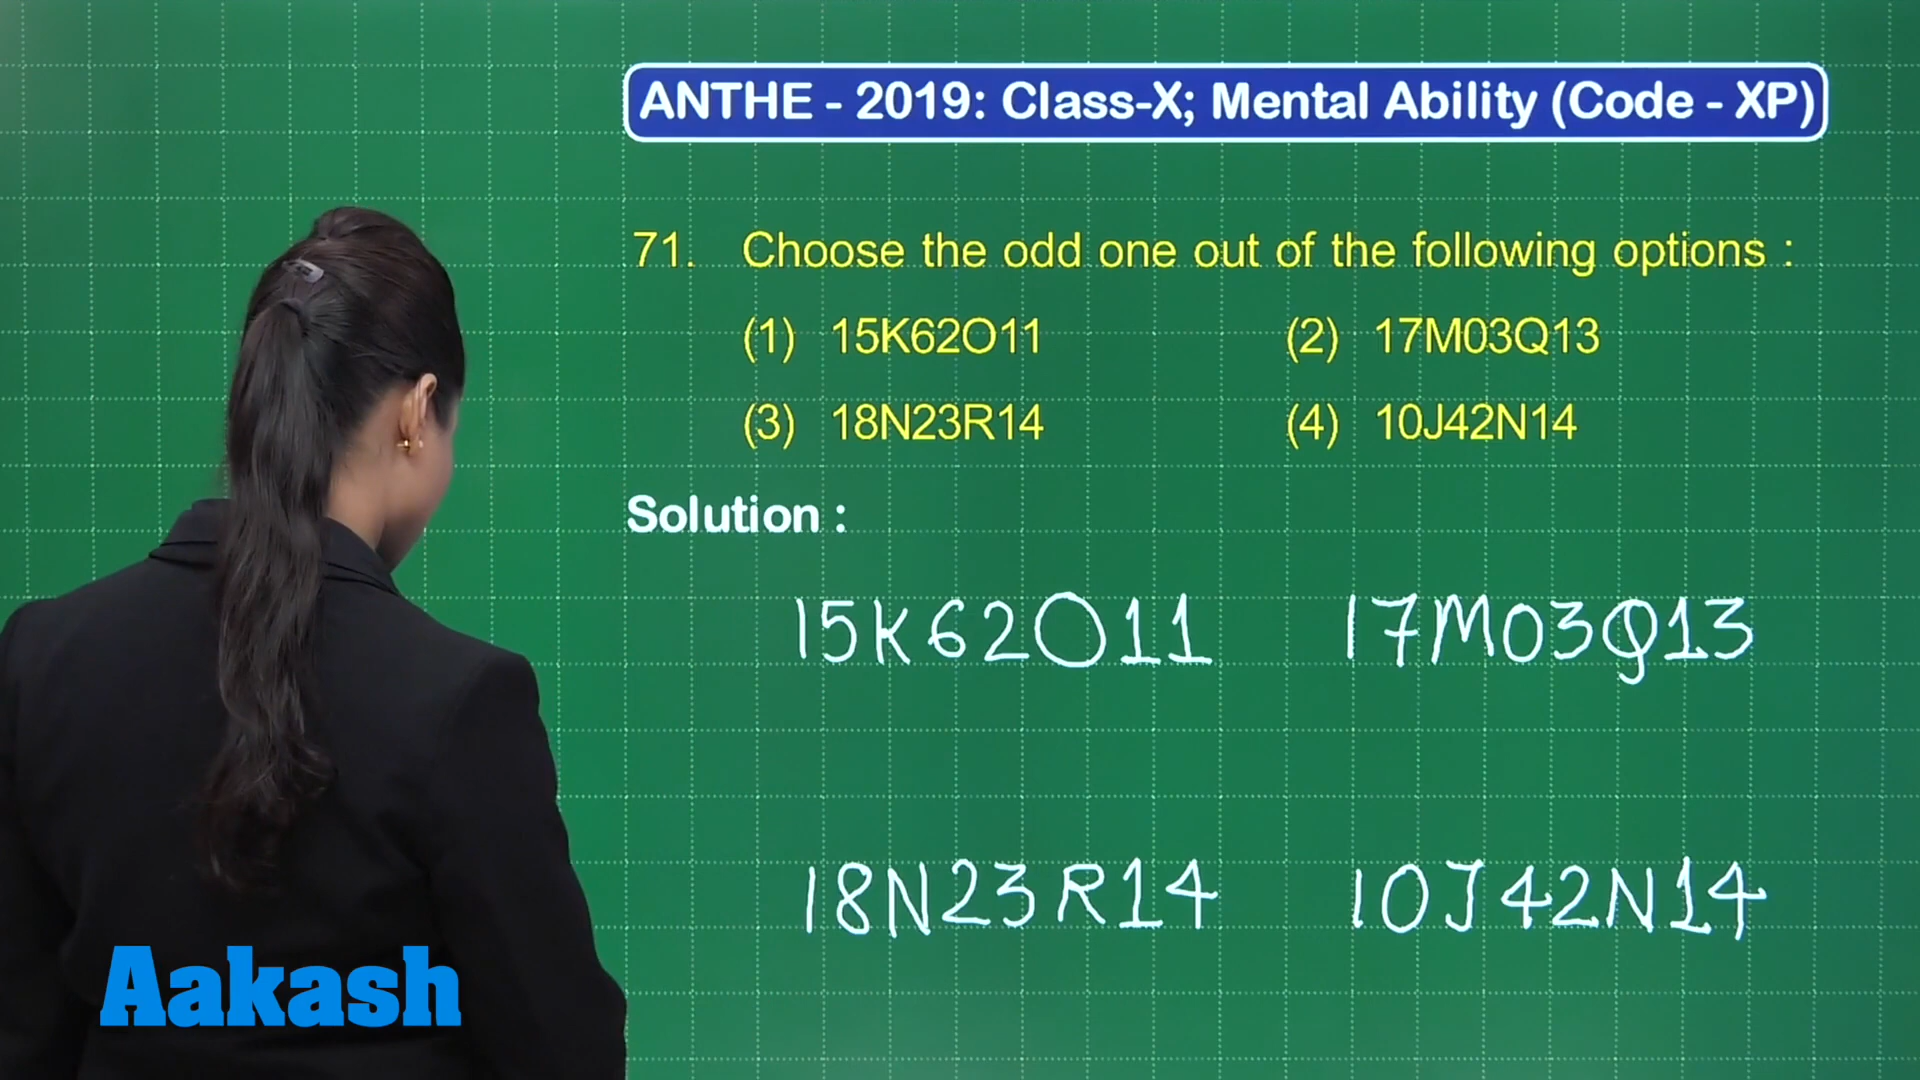 ANTHE - 2019: Class-X; Mental Ability (Code - XP)
71. Choose the odd one out of the following options :
(1) 15K62O11 (2) 17M03Q13
(3) 18N23R14 (4) 10J42N14
Solution :
15K62O11 17M03Q13
18N23R14 10J42N14
Aakash